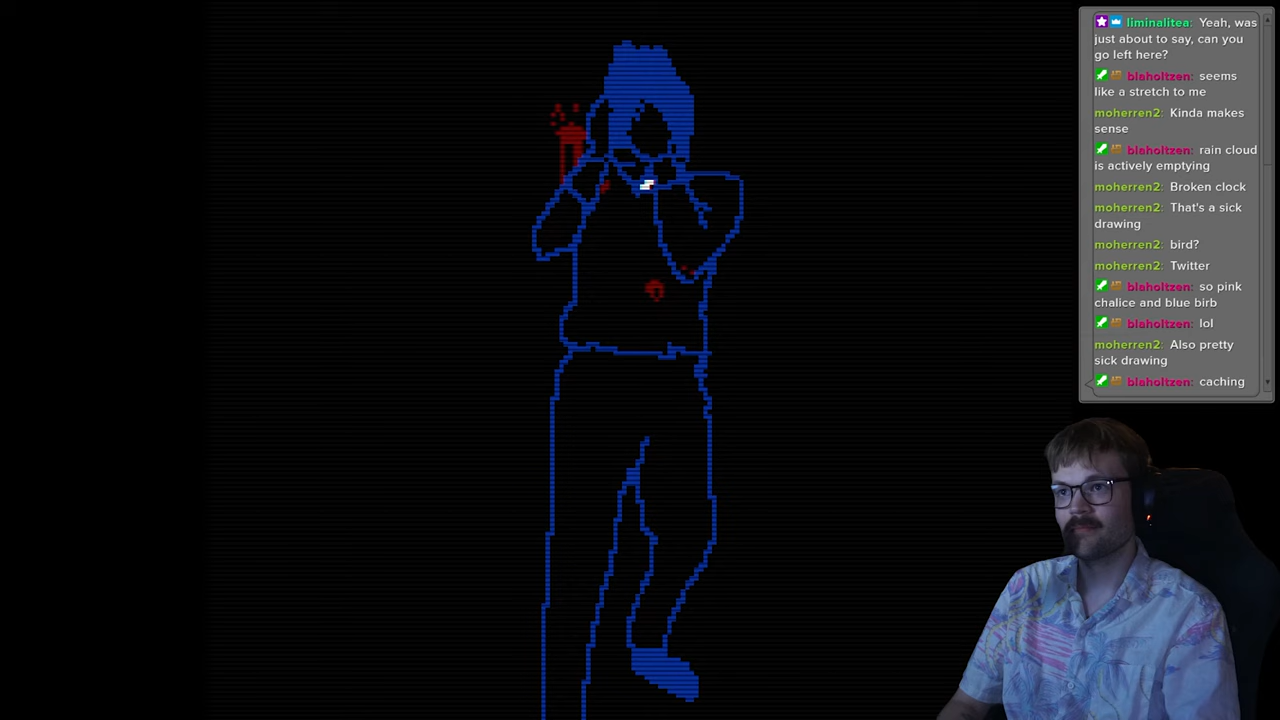 liminalitea: Yeah, was
just about to say, can you
go left here?
blaholtzen: seems
like a stretch to me
moherren2: Kinda makes
sense
blaholtzen: rain cloud
is actively emptying
moherren2: Broken clock
moherren2: That's a sick
drawing
moherren2: bird?
moherren2: Twitter
blaholtzen: so pink
chalice and blue birb
blaholtzen: lol
moherren2: Also pretty
sick drawing
blaholtzen: caching